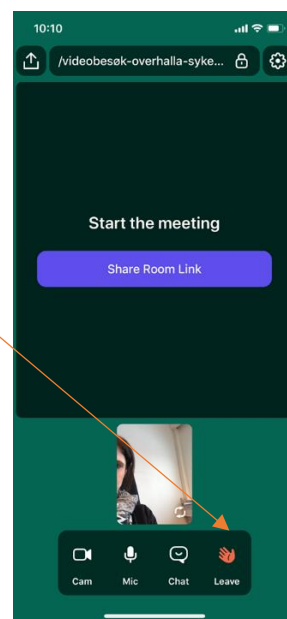 10:10
/videobesøk-overhalla-syke...
Start the meeting
Share Room Link
Cam Mic Chat Leave